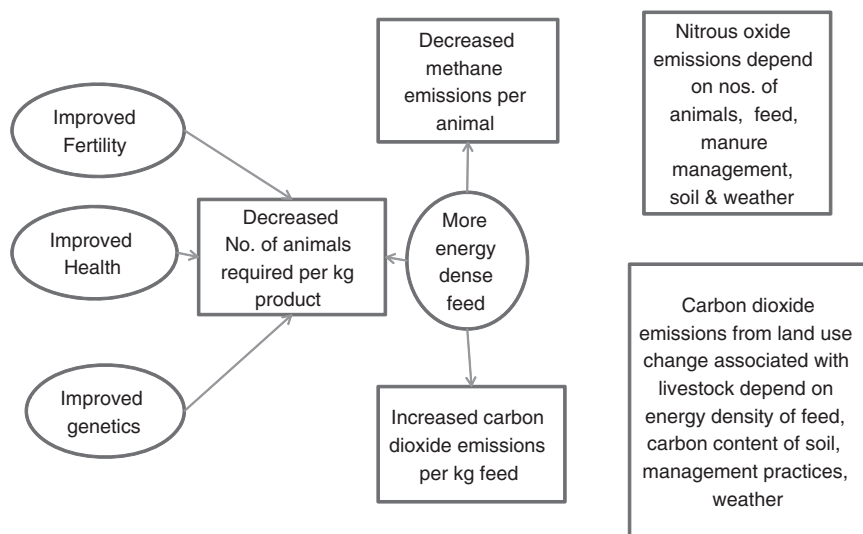 Improved
Fertility
Improved
Health
Improved
genetics
Decreased
No. of animals
required per kg
product
Decreased
methane
emissions per
animal
More
energy
dense
feed
Increased carbon
dioxide emissions
per kg feed
Nitrous oxide
emissions depend
on nos. of
animals, feed,
manure
management,
soil & weather
Carbon dioxide
emissions from land use
change associated with
livestock depend on
energy density of feed,
carbon content of soil,
management practices,
weather